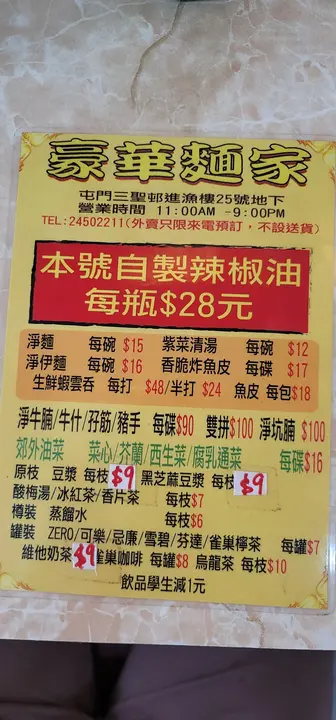 豪華麵家
屯門三聖邨進漁樓25號地下
營業時間 11:00AM -9:00PM
TEL:24502211(外賣只限來電預訂，不設送貨)
本號自製辣椒油
每瓶$28元
淨麵 每碗 $15 紫菜清湯 每碗 $12
淨伊麵 每碗 $16 香脆炸魚皮 每碟 $17
生鮮蝦雲吞 每打 $48/半打 $24 魚皮 每包$18
淨牛腩/牛什/孖筋/豬手 每碟$90 雙拼$100 淨坑腩 $100
郊外油菜 菜心/芥蘭/西生菜/腐乳通菜 每碟$16
原枝 豆漿 每枝$9 黑芝麻豆漿 每枝$9
酸梅湯/冰紅茶/香片茶 每枝$7
樽裝 蒸餾水 每枝$6
罐裝 ZERO/可樂/忌廉/雪碧/芬達/雀巢檸茶 每罐$7
維他奶茶$9 雀巢咖啡 每罐$8 烏龍茶 每枝$10
飲品學生減1元